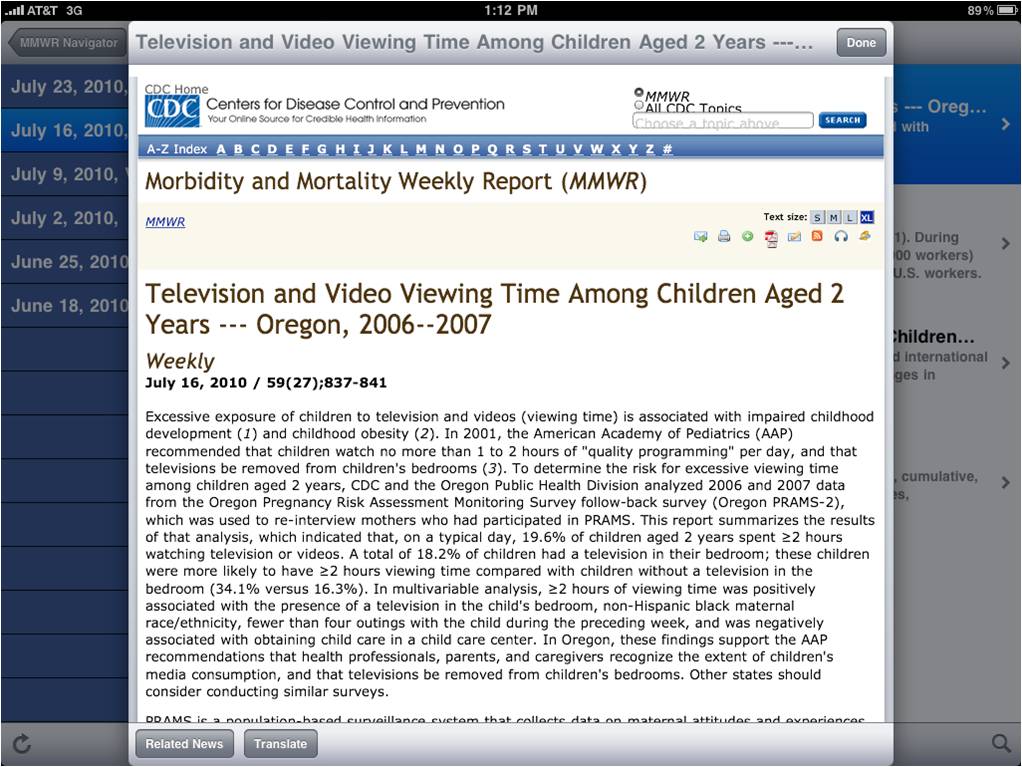 AT&T 3G 1:12 PM 89%
MMWR Navigator
Television and Video Viewing Time Among Children Aged 2 Years ---...
Done
July 23, 2010,
July 16, 2010,
July 9, 2010,
July 2, 2010,
June 25, 2010
June 18, 2010
CDC Home
CDC
Centers for Disease Control and Prevention
Your Online Source for Credible Health Information
MMWR
All CDC Topics
Choose a topic above
SEARCH
A-Z Index A B C D E F G H I J K L M N O P Q R S T U V W X Y Z #
Morbidity and Mortality Weekly Report (MMWR)
MMWR
Text size: S M L XL
Television and Video Viewing Time Among Children Aged 2
Years --- Oregon, 2006--2007
Weekly
July 16, 2010 / 59(27);837-841
Excessive exposure of children to television and videos (viewing time) is associated with impaired childhood
development (1) and childhood obesity (2). In 2001, the American Academy of Pediatrics (AAP)
recommended that children watch no more than 1 to 2 hours of "quality programming" per day, and that
televisions be removed from children's bedrooms (3). To determine the risk for excessive viewing time
among children aged 2 years, CDC and the Oregon Public Health Division analyzed 2006 and 2007 data
from the Oregon Pregnancy Risk Assessment Monitoring Survey follow-back survey (Oregon PRAMS-2),
which was used to re-interview mothers who had participated in PRAMS. This report summarizes the results
of that analysis, which indicated that, on a typical day, 19.6% of children aged 2 years spent ≥2 hours
watching television or videos. A total of 18.2% of children had a television in their bedroom; these children
were more likely to have ≥2 hours viewing time compared with children without a television in the
bedroom (34.1% versus 16.3%). In multivariable analysis, ≥2 hours of viewing time was positively
associated with the presence of a television in the child's bedroom, non-Hispanic black maternal
race/ethnicity, fewer than four outings with the child during the preceding week, and was negatively
associated with obtaining child care in a child care center. In Oregon, these findings support the AAP
recommendations that health professionals, parents, and caregivers recognize the extent of children's
media consumption, and that televisions be removed from children's bedrooms. Other states should
consider conducting similar surveys.
PRAMS is a population-based surveillance system that collects data on maternal attitudes and experiences
s --- Oreg...
with
1). During
000 workers)
U.S. workers.
Children...
d international
ges in
, cumulative,
es,
Related News
Translate